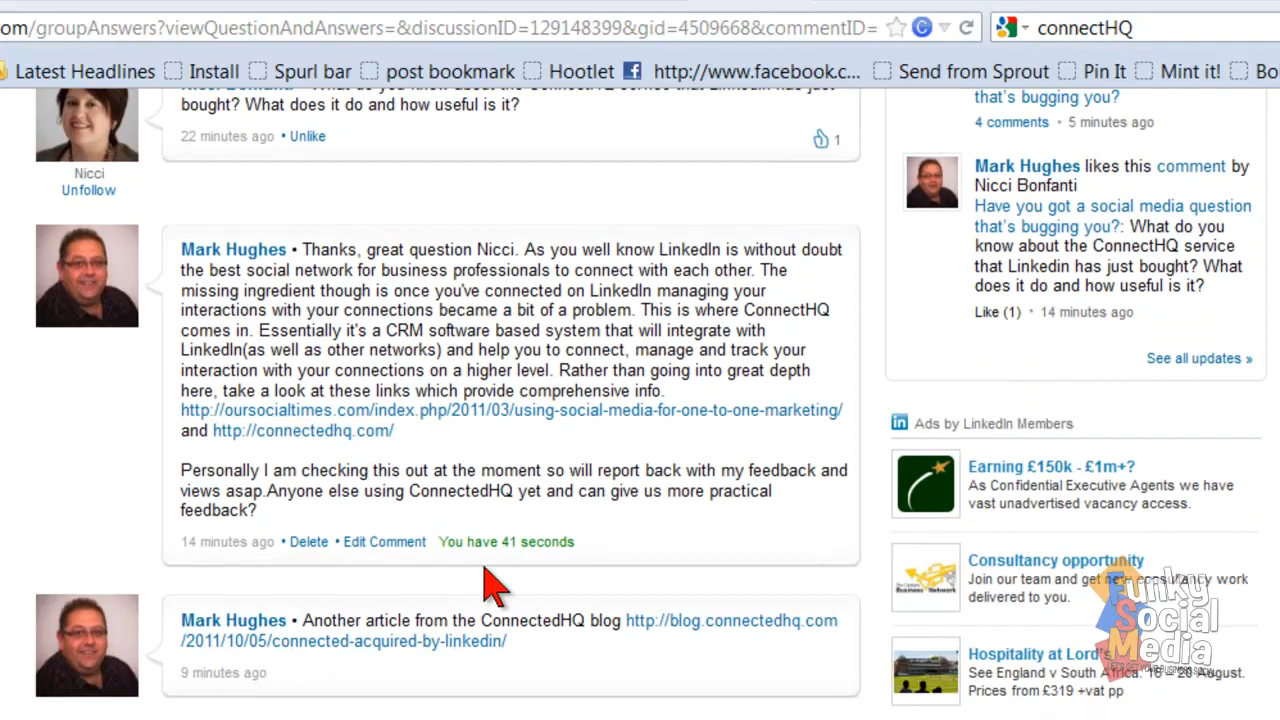 om/groupAnswers?viewQuestionAndAnswers=&discussionID=129148399&gid=4509668&commentID=
connectHQ
Latest Headlines Install Spurl bar post bookmark Hootlet http://www.facebook.c... Send from Sprout Pin It Mint it! Bo
bought? What does it do and how useful is it?
22 minutes ago • Unlike
1
Nicci
Unfollow
Mark Hughes • Thanks, great question Nicci. As you well know LinkedIn is without doubt
the best social network for business professionals to connect with each other. The
missing ingredient though is once you've connected on LinkedIn managing your
interactions with your connections became a bit of a problem. This is where ConnectHQ
comes in. Essentially it's a CRM software based system that will integrate with
LinkedIn(as well as other networks) and help you to connect, manage and track your
interaction with your connections on a higher level. Rather than going into great depth
here, take a look at these links which provide comprehensive info.
http://oursocialtimes.com/index.php/2011/03/using-social-media-for-one-to-one-marketing/
and http://connectedhq.com/
Personally I am checking this out at the moment so will report back with my feedback and
views asap.Anyone else using ConnectedHQ yet and can give us more practical
feedback?
14 minutes ago • Delete • Edit Comment You have 41 seconds
Mark Hughes • Another article from the ConnectedHQ blog http://blog.connectedhq.com
/2011/10/05/connected-acquired-by-linkedin/
9 minutes ago
that's bugging you?
4 comments • 5 minutes ago
Mark Hughes likes this comment by
Nicci Bonfanti
Have you got a social media question
that's bugging you?: What do you
know about the ConnectHQ service
that Linkedin has just bought? What
does it do and how useful is it?
Like (1) • 14 minutes ago
See all updates »
in Ads by LinkedIn Members
Earning £150k - £1m+?
As Confidential Executive Agents we have
vast unadvertised vacancy access.
Consultancy opportunity
Join our team and get new consultancy work
delivered to you.
Hospitality at Lord's
See England v South Africa. 16 – 20 August.
Prices from £319 +vat pp
Funky
Social
Media